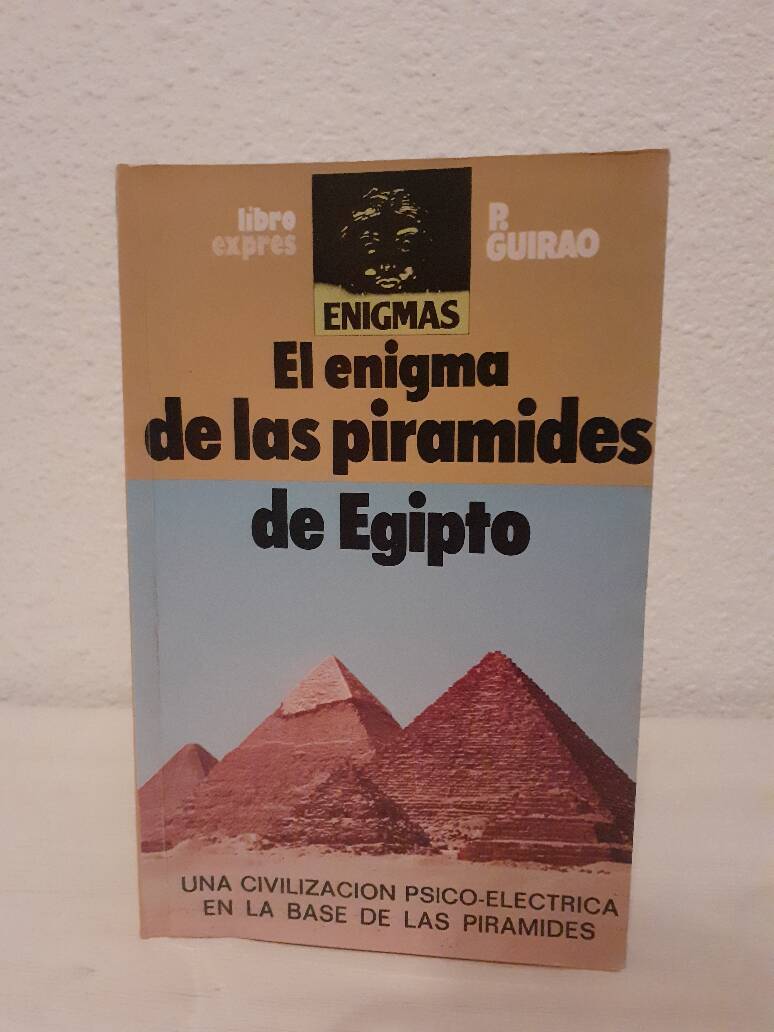 libro
expres
P.
GUIRAO
ENIGMAS
El enigma
de las piramides
de Egipto
UNA CIVILIZACION PSICO-ELECTRICA
EN LA BASE DE LAS PIRAMIDES